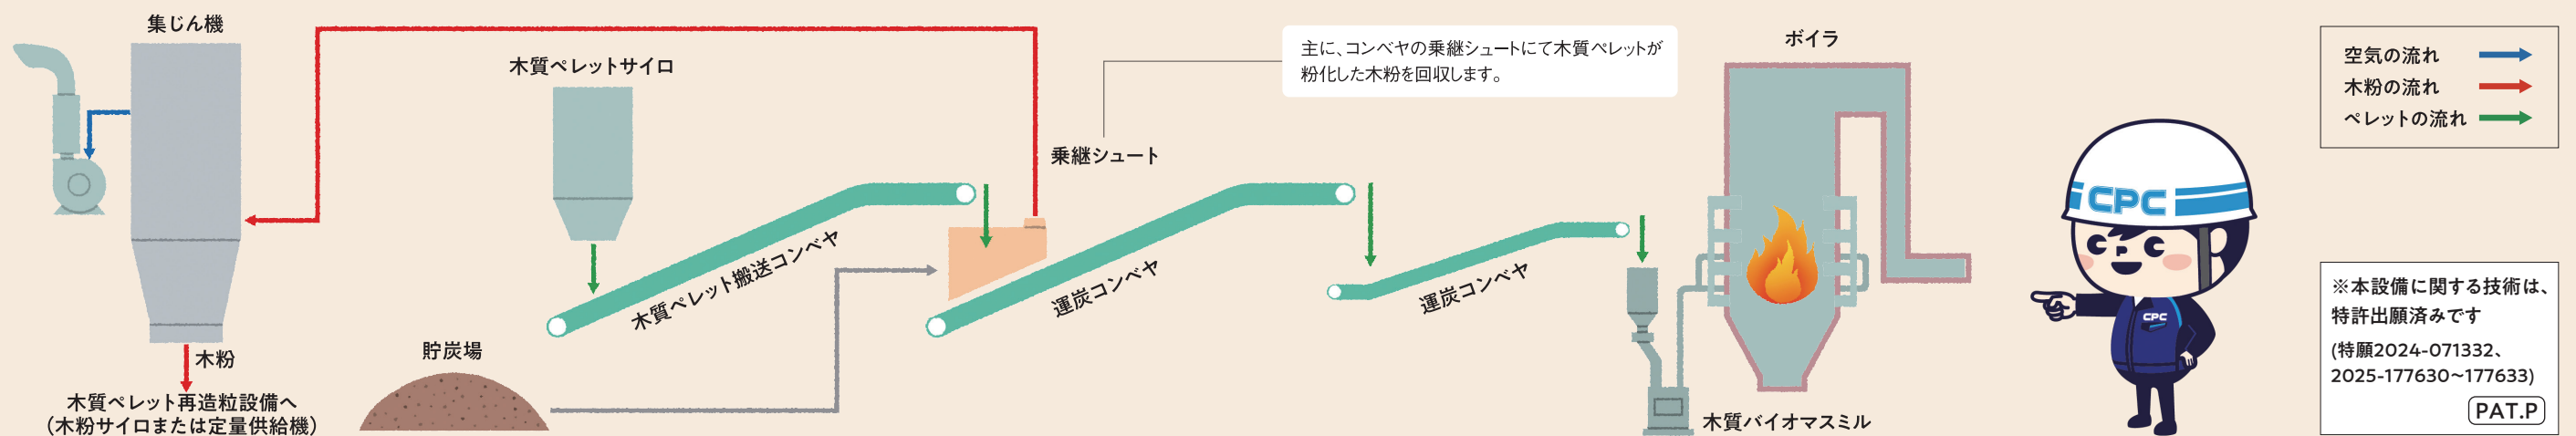 集じん機
木質ペレットサイロ
主に、コンベヤの乗継シュートにて木質ペレットが
粉化した木粉を回収します。
ボイラ
空気の流れ
木粉の流れ
ペレットの流れ
乗継シュート
CPC
木質ペレット搬送コンベヤ
運炭コンベヤ
運炭コンベヤ
CPC
貯炭場
木粉
木質ペレット再造粒設備へ
（木粉サイロまたは定量供給機）
木質バイオマスミル
※本設備に関する技術は、
特許出願済みです
(特願2024-071332、
2025-177630～177633)
PAT.P